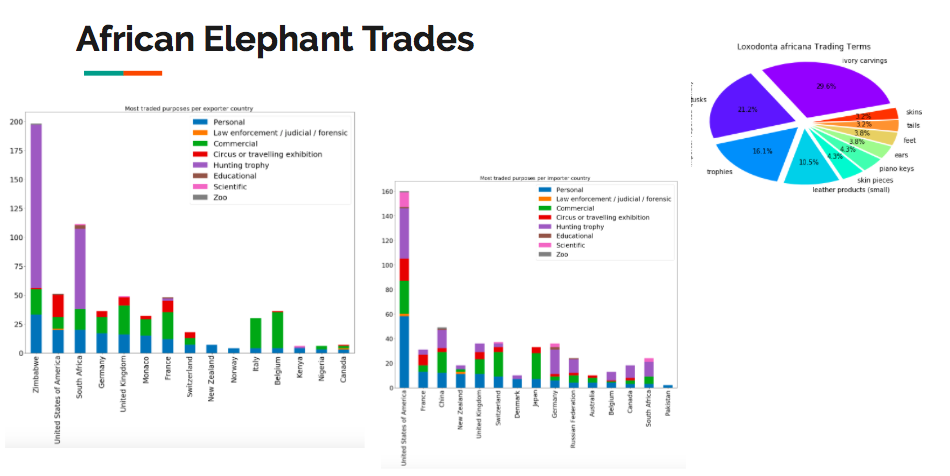 African Elephant Trades
Most traded purposes per exporter country
200
175
150
125
100
75
50
25
0
Personal
Law enforcement / judicial / forensic
Commercial
Circus or travelling exhibition
Hunting trophy
Educational
Scientific
Zoo
Zimbabwe
United States of America
South Africa
Germany
United Kingdom
Monaco
France
Switzerland
New Zealand
Norway
Italy
Belgium
Kenya
Nigeria
Canada
Most traded purposes per importer country
160
140
120
100
80
60
40
20
0
Personal
Law enforcement / judicial / forensic
Commercial
Circus or travelling exhibition
Hunting trophy
Educational
Scientific
Zoo
United States of America
France
China
New Zealand
United Kingdom
Switzerland
Denmark
Japan
Germany
Russian Federation
Australia
Belgium
Canada
South Africa
Pakistan
Loxodonta africana Trading Terms
ivory carvings
29.6%
tusks
21.2%
trophies
16.1%
leather products (small)
10.5%
skin pieces
4.3%
piano keys
4.3%
ears
3.8%
feet
3.8%
tails
3.2%
skins
3.2%